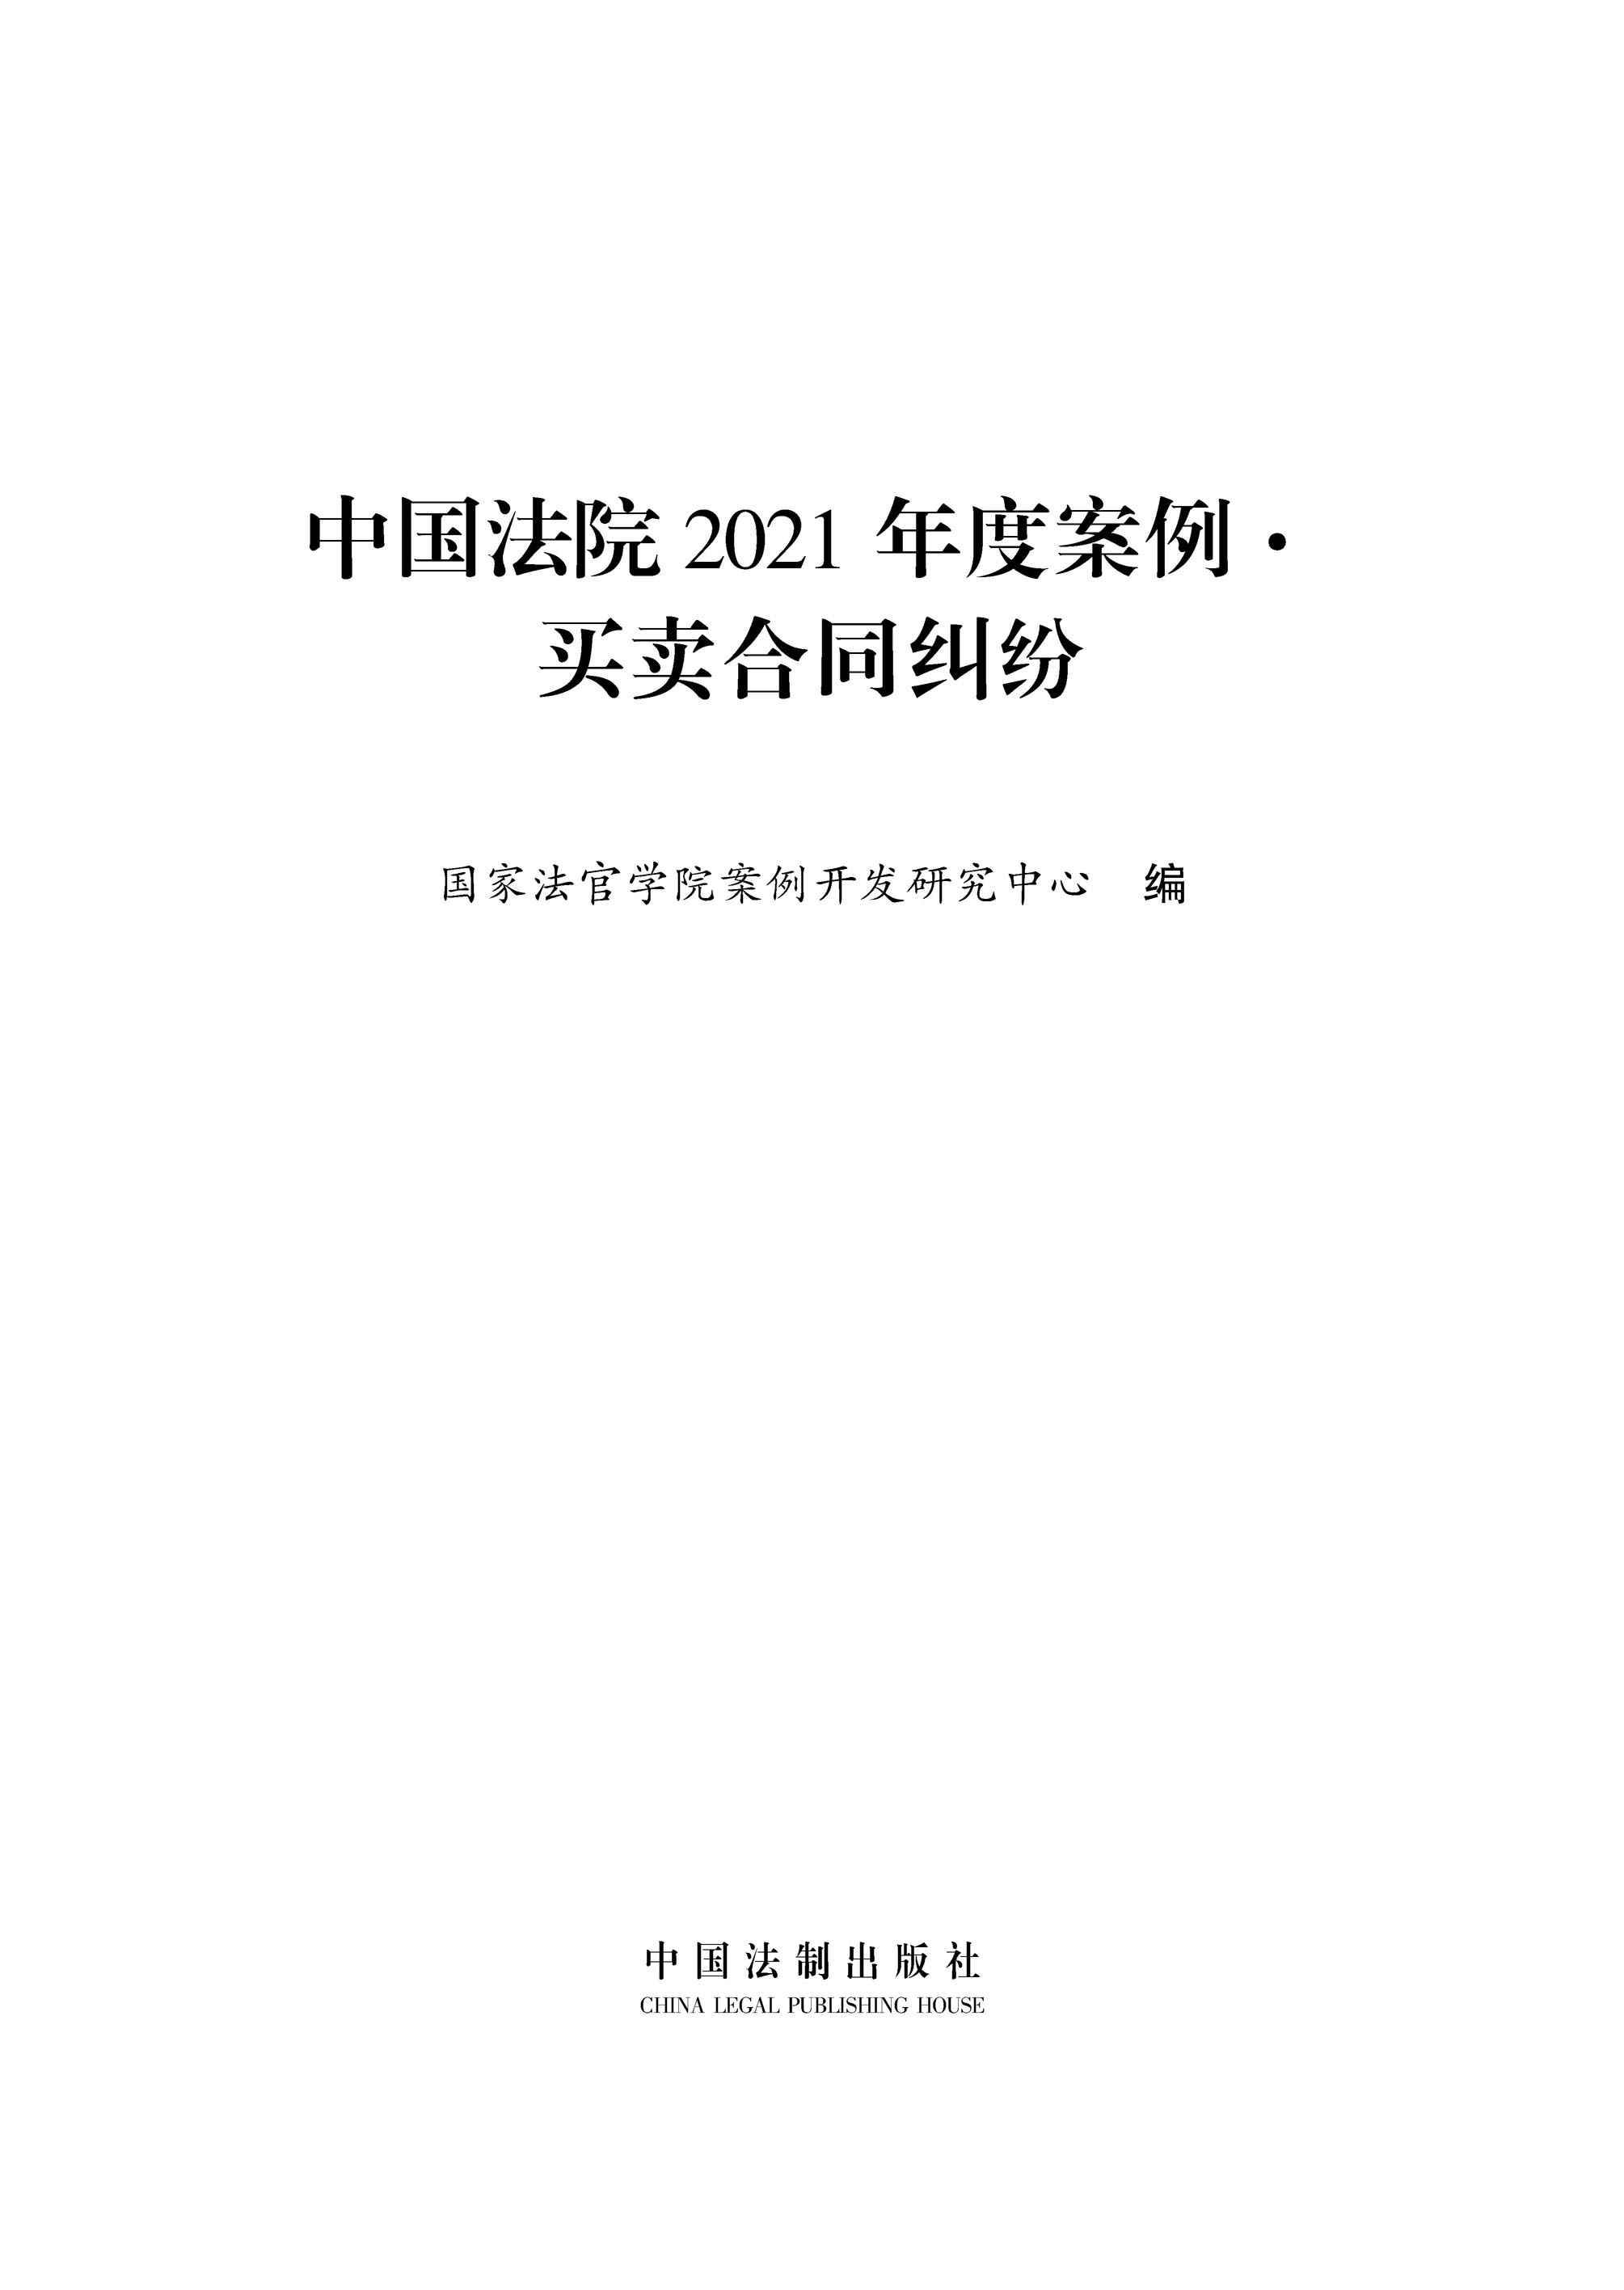 中国法院 2021 年度案例·
买卖合同纠纷
国家法官学院案例开发研究中心 编
中国法制出版社
CHINA LEGAL PUBLISHING HOUSE